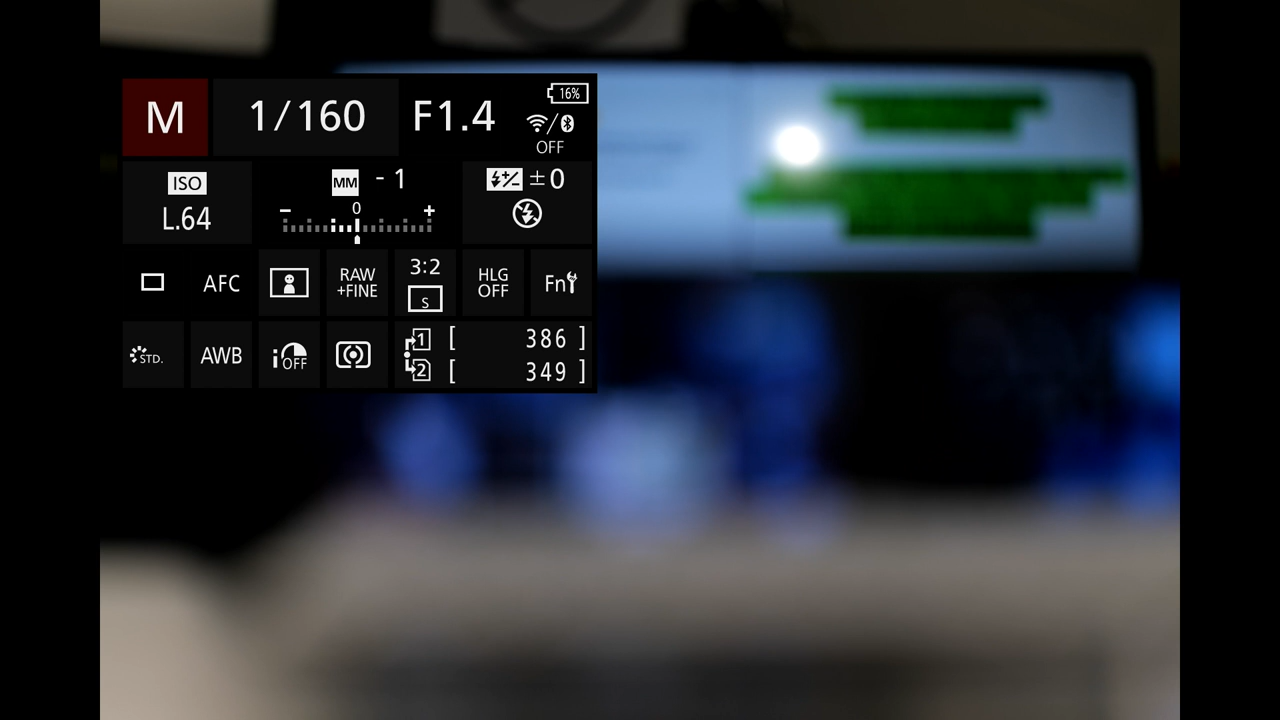 M 1/160 F1.4 16%
OFF
ISO MM - 1 ±0
L.64 - 0 +
AFC RAW +FINE 3:2 S HLG OFF Fn
STD. AWB i OFF 1 [ 386 ]
2 [ 349 ]